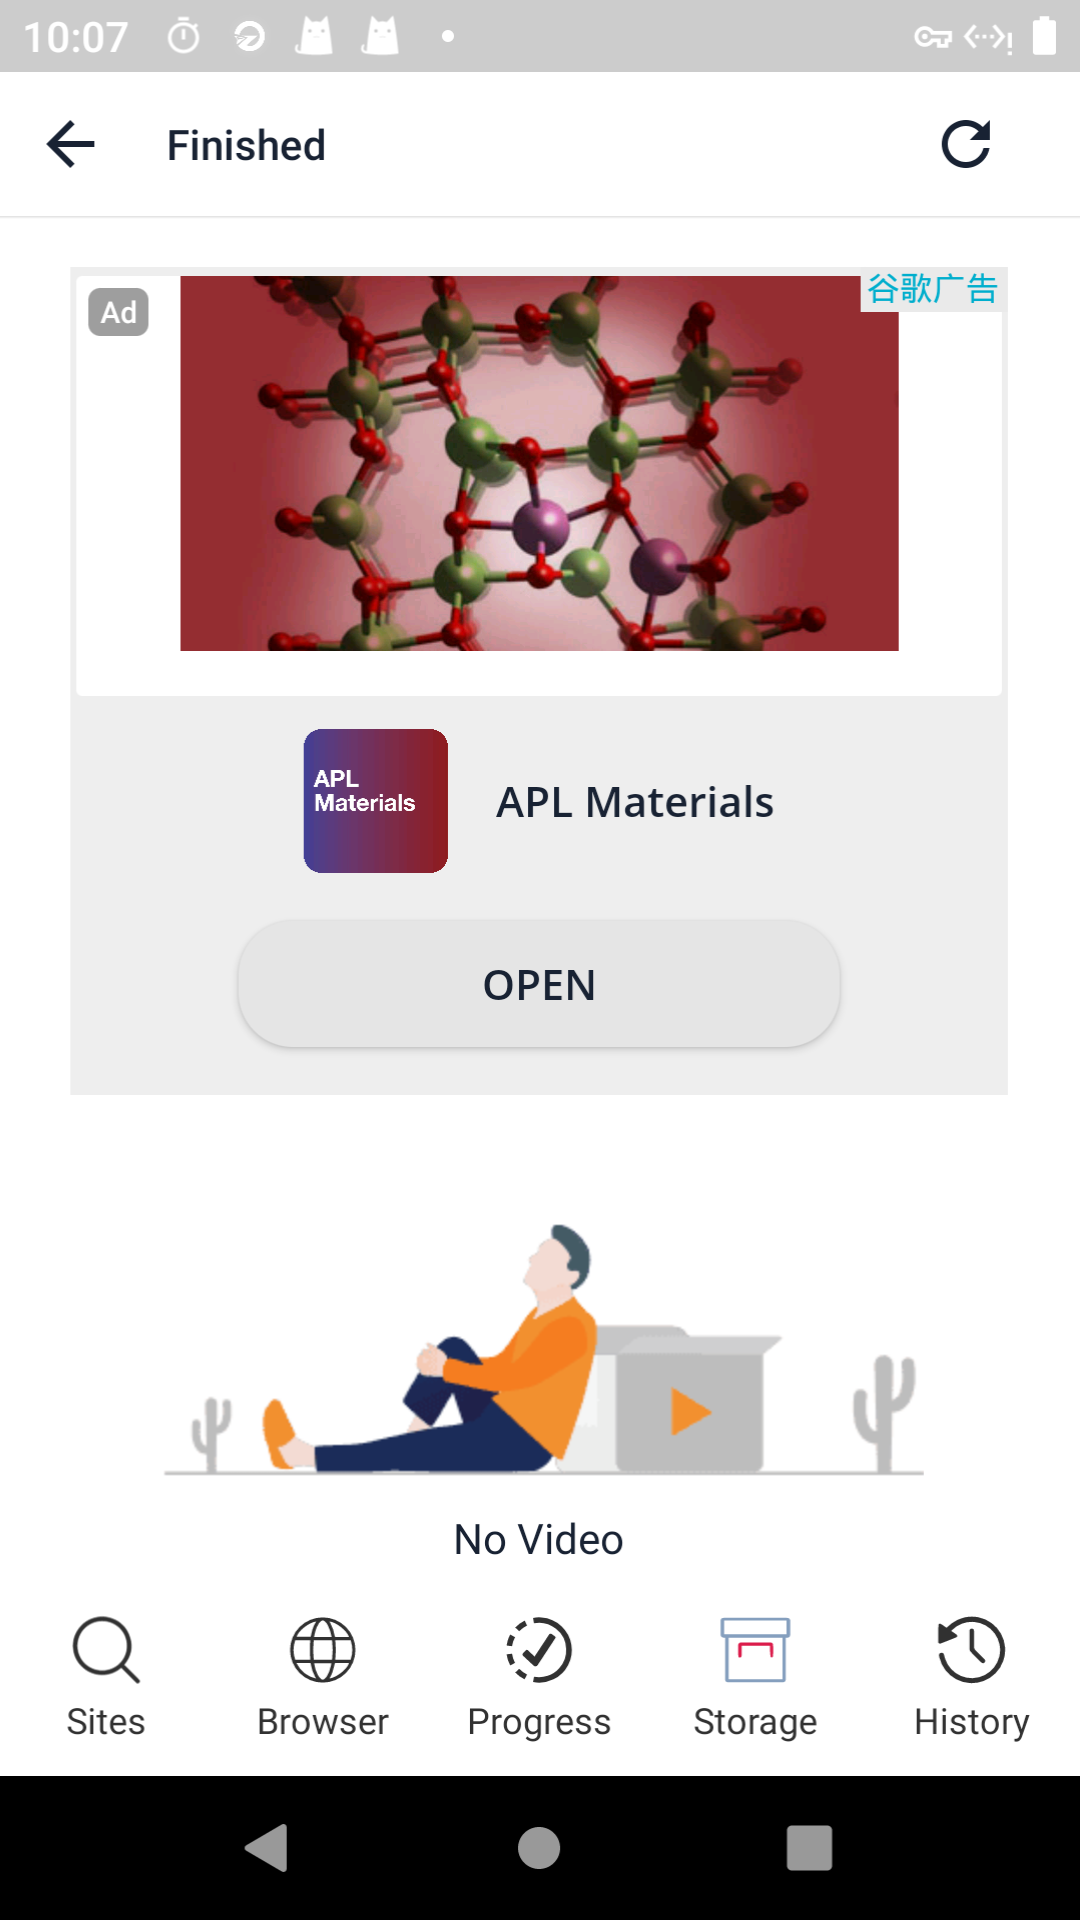 10:07
Finished
Ad
谷歌广告
APL
Materials
APL Materials
OPEN
No Video
Sites
Browser
Progress
Storage
History